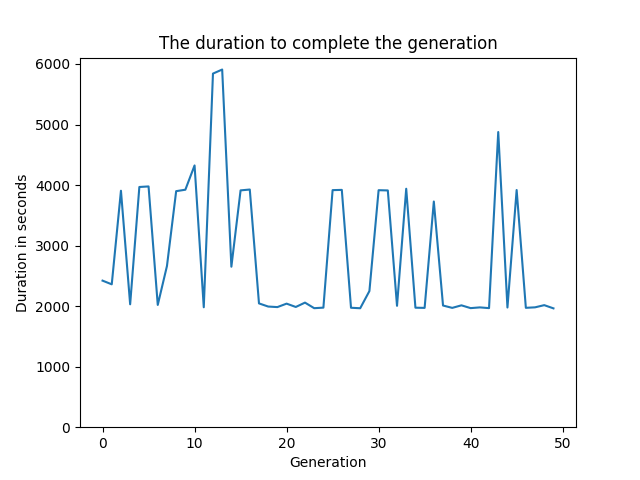 The duration to complete the generation
6000
5000
4000
3000
2000
1000
0
Duration in seconds
0 10 20 30 40 50
Generation